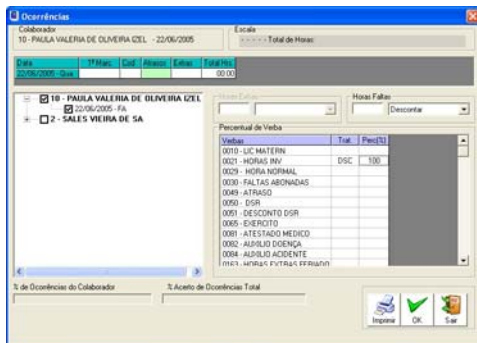 Ocorrências
Colaborador
10 - PAULA VALERIA DE OLIVEIRA IZEL - 22/06/2005
Escala
- - - - - Total de Horas:
Data 1ª Marc. Cod. Atrasos Extras Total Hrs.
22/06/2005 - Qua 00:00
10 - PAULA VALERIA DE OLIVEIRA IZEL
22/06/2005 - FA
2 - SALES VIEIRA DE SA
Horas Extras
Horas Faltas
Descontar
Percentual de Verba
Verbas Trat. Perc(%)
0010 - LIC MATERN
0021 - HORAS INV DSC 100
0029 - HORA NORMAL
0030 - FALTAS ABONADAS
0049 - ATRASO
0050 - DSR
0051 - DESCONTO DSR
0065 - EXERCITO
0081 - ATESTADO MEDICO
0082 - AUXILIO DOENÇA
0084 - AUXILIO ACIDENTE
0163 - HORAS EXTRAS FERIADO
% de Ocorrências do Colaborador
% Acerto de Ocorrências Total
Imprimir OK Sair